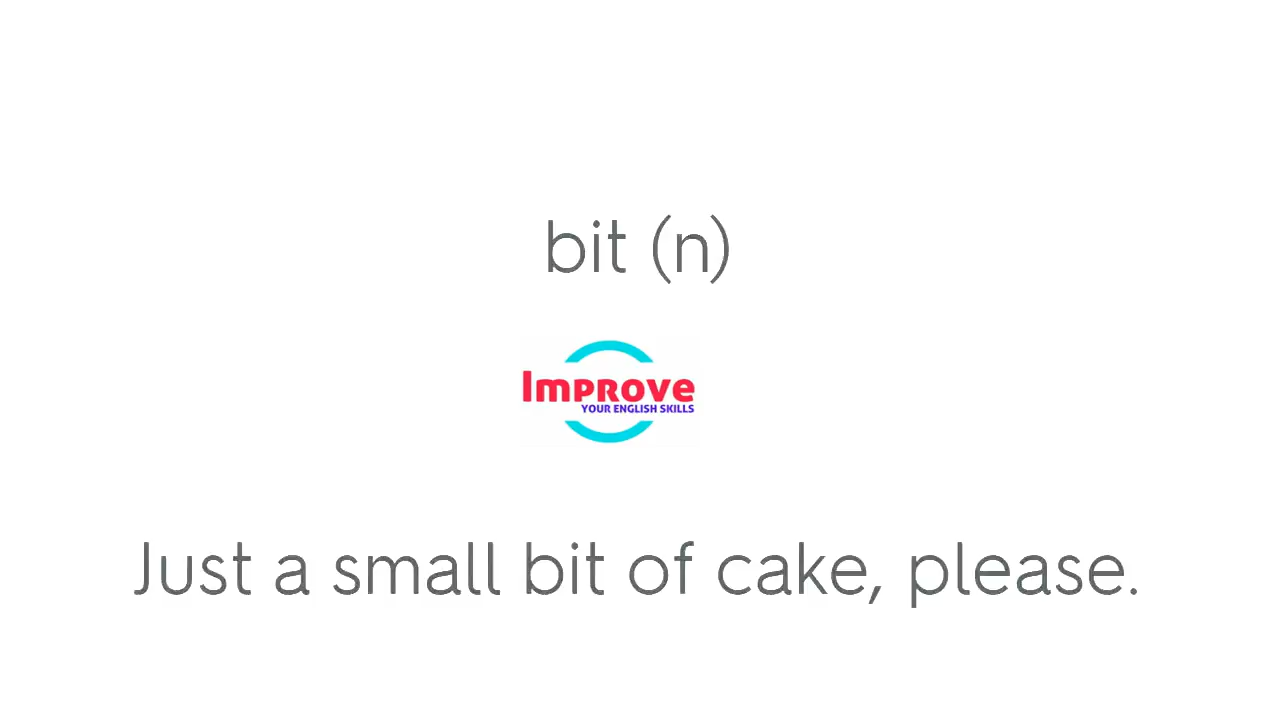 bit (n)
Improve
YOUR ENGLISH SKILLS
Just a small bit of cake, please.